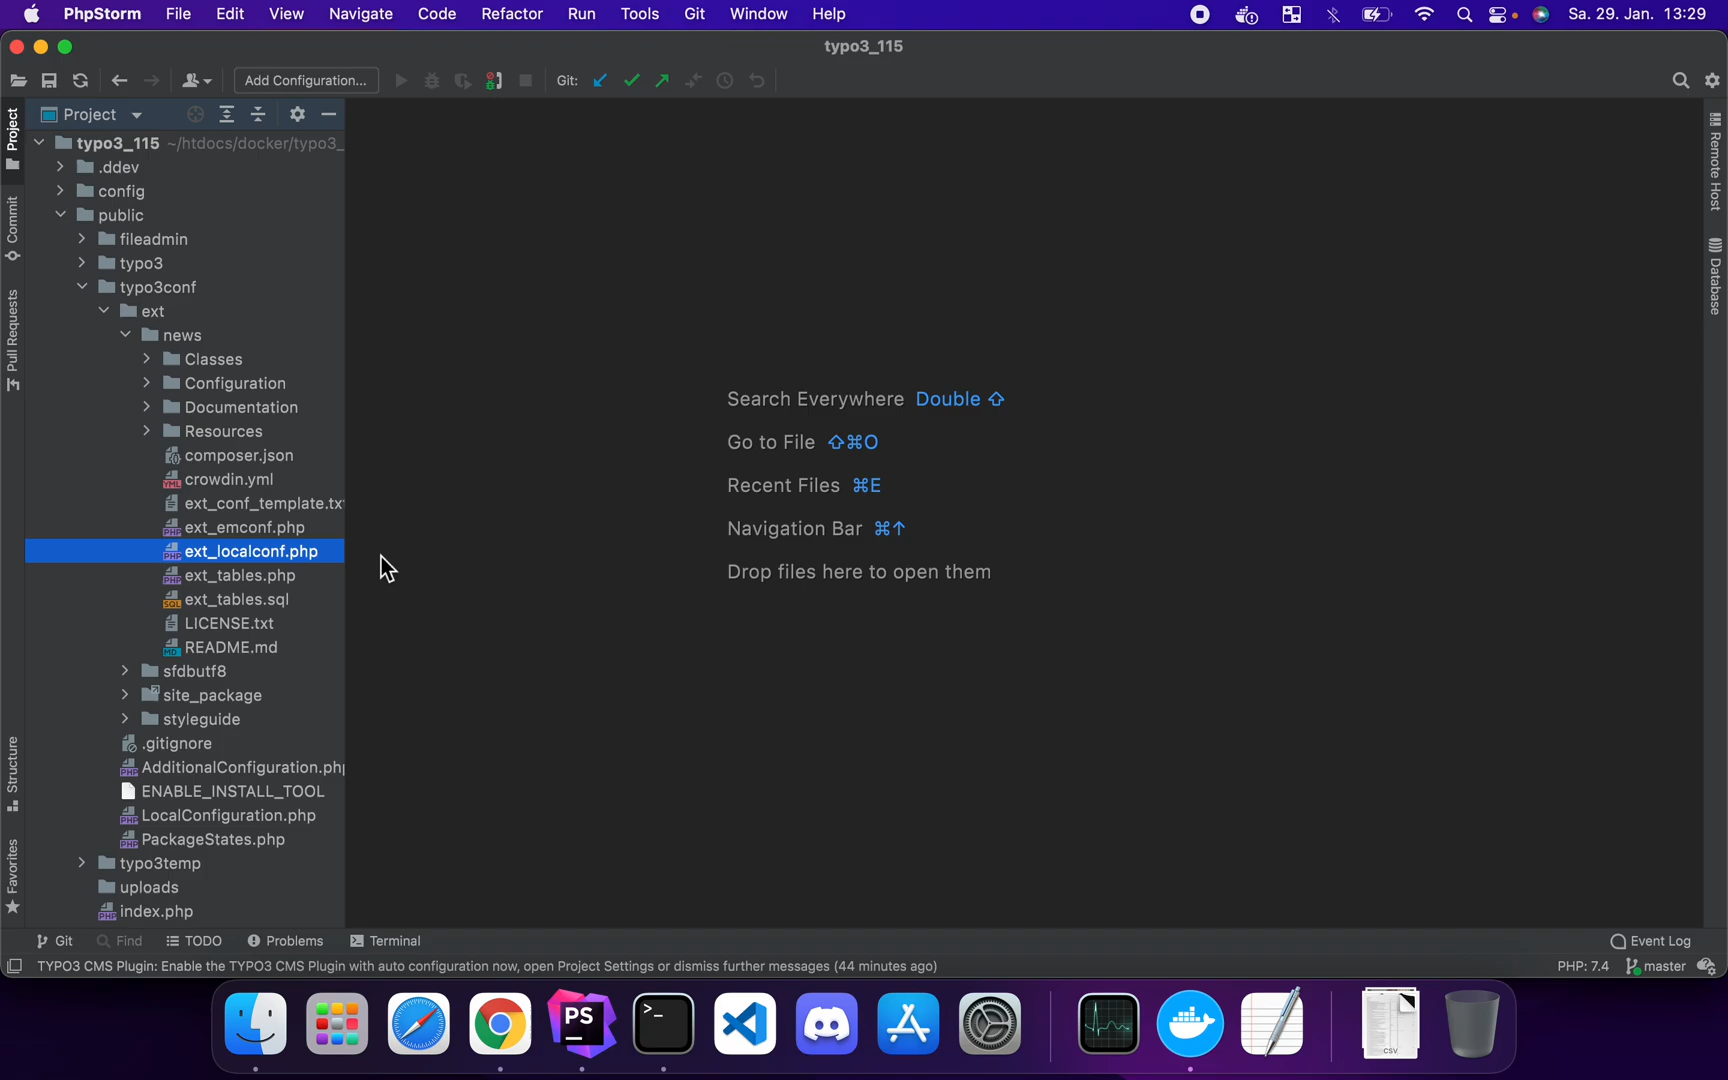 PhpStorm File Edit View Navigate Code Refactor Run Tools Git Window Help Sa. 29. Jan. 13:29
typo3_115
Add Configuration... Git:
Project
typo3_115 ~/htdocs/docker/typo3_
.ddev
config
public
fileadmin
typo3
typo3conf
ext
news
Classes
Configuration
Documentation
Resources
composer.json
crowdin.yml
ext_conf_template.tx
ext_emconf.php
ext_localconf.php
ext_tables.php
ext_tables.sql
LICENSE.txt
README.md
sfdbutf8
site_package
styleguide
.gitignore
AdditionalConfiguration.ph
ENABLE_INSTALL_TOOL
LocalConfiguration.php
PackageStates.php
typo3temp
uploads
index.php
Project
Commit
Pull Requests
Structure
Favorites
Search Everywhere Double ⇧
Go to File ⇧⌘O
Recent Files ⌘E
Navigation Bar ⌘↑
Drop files here to open them
Remote Host
Database
Git Find TODO Problems Terminal Event Log
TYPO3 CMS Plugin: Enable the TYPO3 CMS Plugin with auto configuration now, open Project Settings or dismiss further messages (44 minutes ago) PHP: 7.4 master
PS
CSV